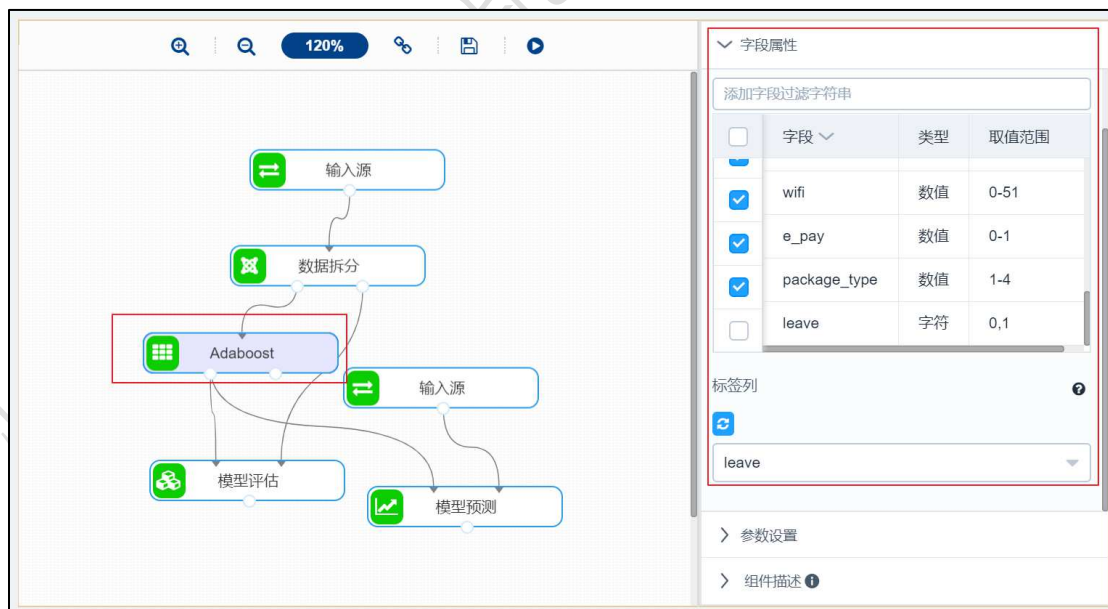 120%
字段属性
添加字段过滤字符串
字段 类型 取值范围
wifi 数值 0-51
e_pay 数值 0-1
package_type 数值 1-4
leave 字符 0,1
标签列
leave
参数设置
组件描述
输入源
数据拆分
Adaboost
输入源
模型评估
模型预测